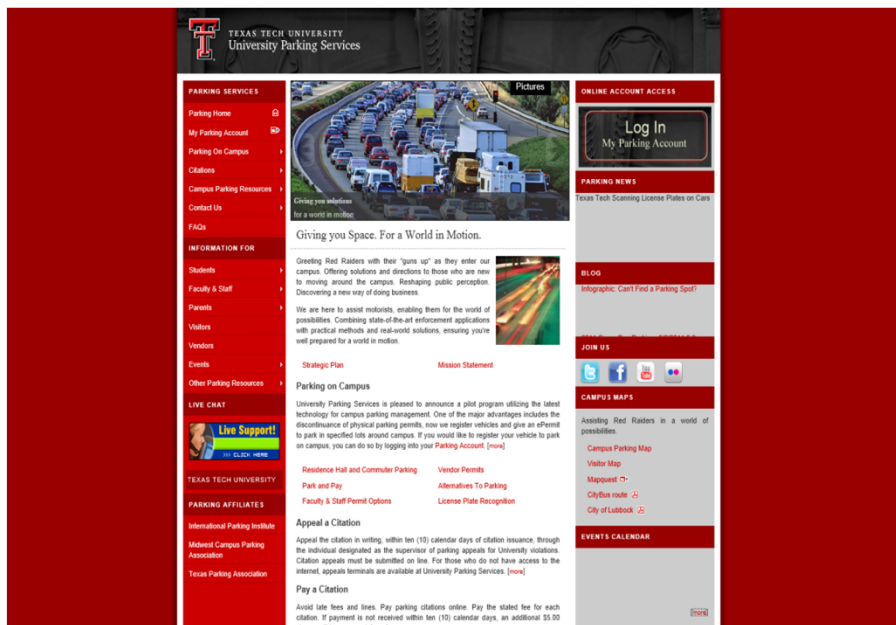 TEXAS TECH UNIVERSITY
University Parking Services
PARKING SERVICES
Parking Home
My Parking Account
Parking On Campus
Citations
Campus Parking Resources
Contact Us
FAQs
INFORMATION FOR
Students
Faculty & Staff
Parents
Visitors
Vendors
Events
Other Parking Resources
LIVE CHAT
Live Support!
>>> CLICK HERE
TEXAS TECH UNIVERSITY
PARKING AFFILIATES
International Parking Institute
Midwest Campus Parking
Association
Texas Parking Association
Pictures
Giving you solutions
for a world in motion
Giving you Space. For a World in Motion.
Greeting Red Raiders with their "guns up" as they enter our
campus. Offering solutions and directions to those who are new
to moving around the campus. Reshaping public perception.
Discovering a new way of doing business.
We are here to assist motorists, enabling them for the world of
possibilities. Combining state-of-the-art enforcement applications
with practical methods and real-world solutions, ensuring you're
well prepared for a world in motion.
Strategic Plan
Mission Statement
Parking on Campus
University Parking Services is pleased to announce a pilot program utilizing the latest
technology for campus parking management. One of the major advantages includes the
discontinuance of physical parking permits, now we register vehicles and give an ePermit
to park in specified lots around campus. If you would like to register your vehicle to park
on campus, you can do so by logging into your Parking Account. [more]
Residence Hall and Commuter Parking
Vendor Permits
Park and Pay
Alternatives To Parking
Faculty & Staff Permit Options
License Plate Recognition
Appeal a Citation
Appeal the citation in writing, within ten (10) calendar days of citation issuance, through
the individual designated as the supervisor of parking appeals for University violations.
Citation appeals must be submitted on line. For those who do not have access to the
internet, appeals terminals are available at University Parking Services. [more]
Pay a Citation
Avoid late fees and lines. Pay parking citations online. Pay the stated fee for each
citation. If payment is not received within ten (10) calendar days, an additional $5.00
ONLINE ACCOUNT ACCESS
Log In
My Parking Account
PARKING NEWS
Texas Tech Scanning License Plates on Cars
BLOG
Infographic: Can't Find a Parking Spot?
JOIN US
You
Tube
CAMPUS MAPS
Assisting Red Raiders in a world of
possibilities.
Campus Parking Map
Visitor Map
Mapquest
CityBus route
City of Lubbock
EVENTS CALENDAR
[more]